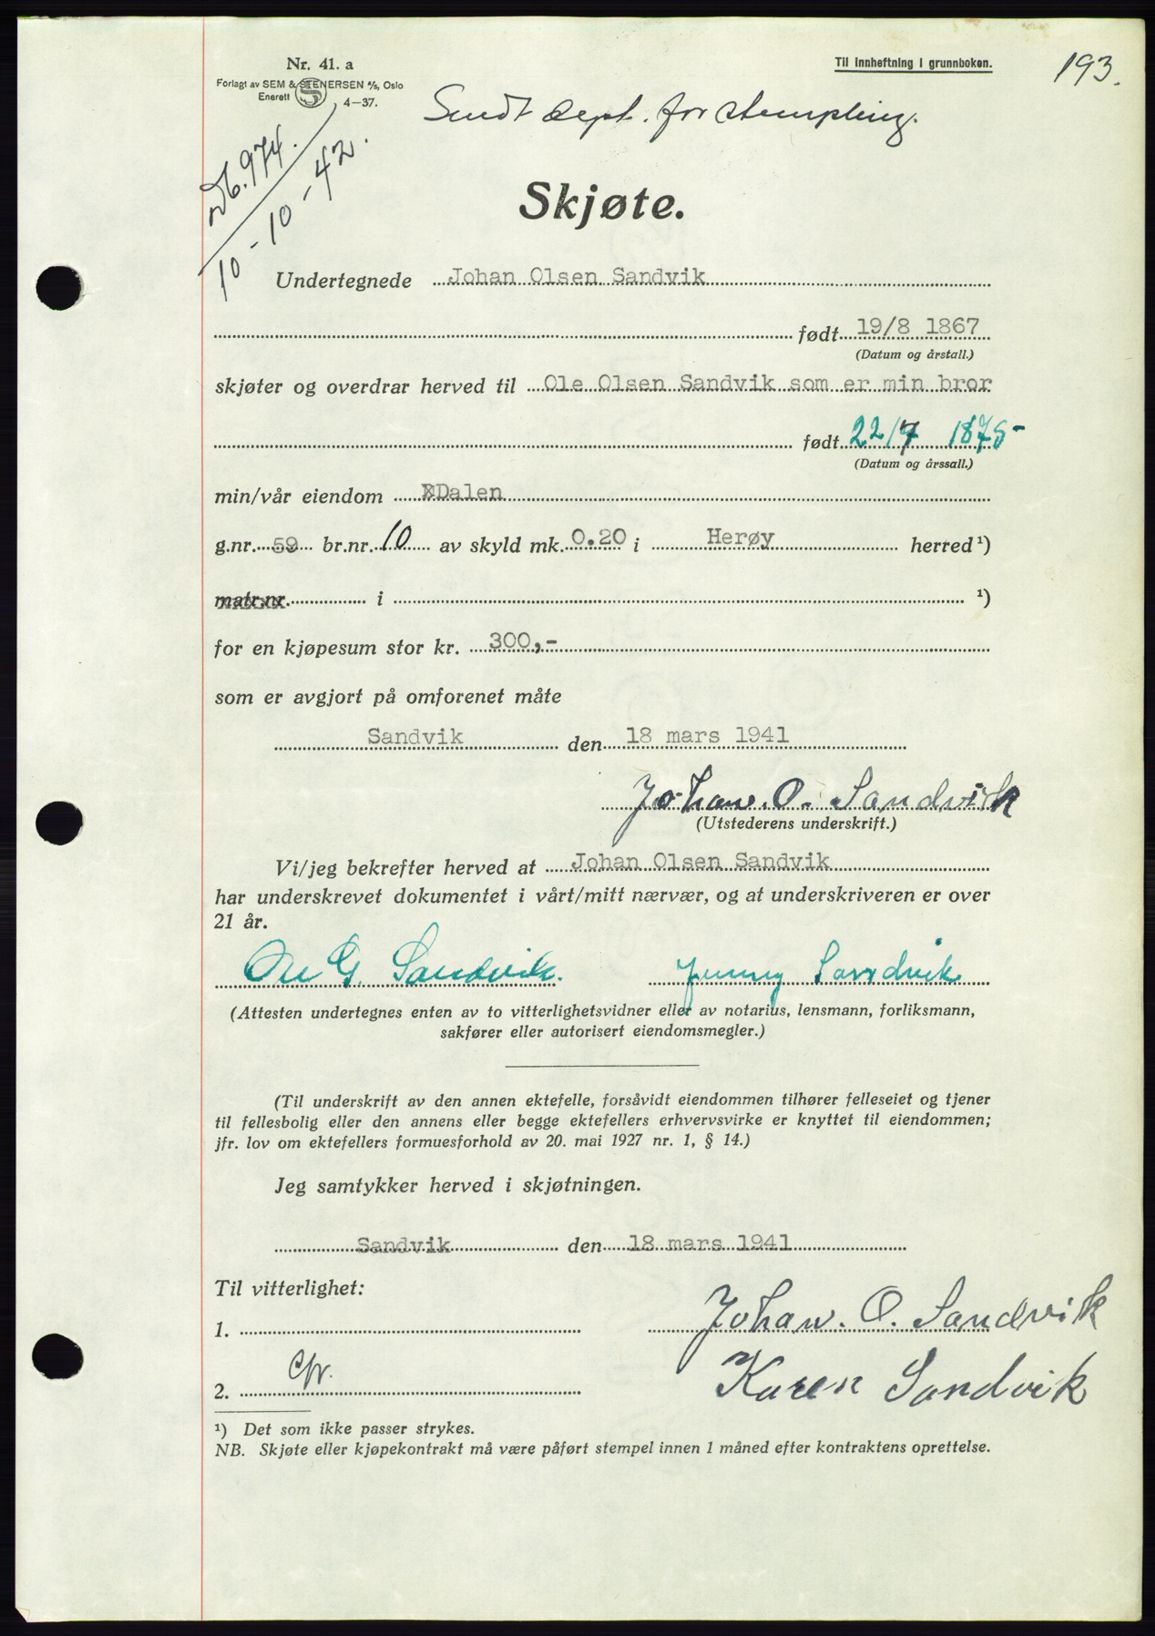 Nr. 41. a
Forlagt av SEM & STENERSEN A/S, Oslo
Enerett 4-37.
Til innheftning i grunnboken.
193.
Sendt dept. for stempling.
Db. 974.
10-10-42.
Skjøte.
Undertegnede Johan Olsen Sandvik
født 19/8 1867
(Datum og årstall.)
skjøter og overdrar herved til Ole Olsen Sandvik som er min bror
født 22/7 1875-
(Datum og årssall.)
min/vår eiendom Dalen
g.nr. 59 br.nr. 10 av skyld mk. 0.20 i Herøy herred ¹)
matr.nr. i ¹)
for en kjøpesum stor kr. 300,-
som er avgjort på omforenet måte
Sandvik den 18 mars 1941
Johan. O. Sandvik
(Utstederens underskrift.)
Vi/jeg bekrefter herved at Johan Olsen Sandvik
har underskrevet dokumentet i vårt/mitt nærvær, og at underskriveren er over
21 år.
G. Sandvik. Jenny Sandvik
(Attesten undertegnes enten av to vitterlighetsvidner eller av notarius, lensmann, forliksmann,
sakfører eller autorisert eiendomsmegler.)
(Til underskrift av den annen ektefelle, forsåvidt eiendommen tilhører felleseiet og tjener
til fellesbolig eller den annens eller begge ektefellers erhvervsvirke er knyttet til eiendommen;
jfr. lov om ektefellers formuesforhold av 20. mai 1927 nr. 1, § 14.)
Jeg samtykker herved i skjøtningen.
Sandvik den 18 mars 1941
Til vitterlighet:
1. Johan. O. Sandvik
2. Karen Sandvik
¹) Det som ikke passer strykes.
NB. Skjøte eller kjøpekontrakt må være påført stempel innen 1 måned efter kontraktens oprettelse.